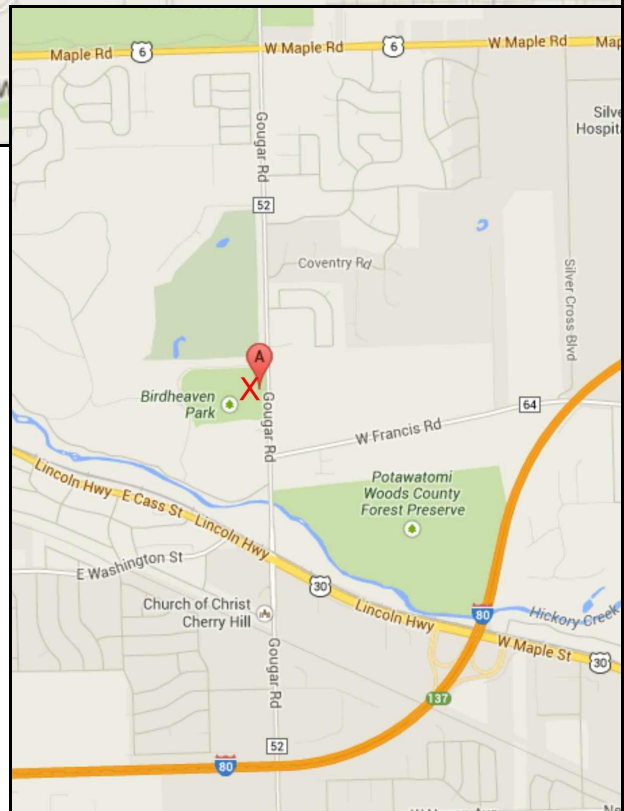 Maple Rd 6 W Maple Rd 6 W Maple Rd Map
Gougar Rd
Silve
Hospit
52
Coventry Rd
Silver Cross Blvd
A
X
Birdheaven
Park
Gougar Rd
64
W Francis Rd
Lincoln Hwy E Cass St Lincoln Hwy
Potawatomi
Woods County
Forest Preserve
E Washington St
30
Lincoln Hwy
80
Hickory Creek
Church of Christ
Cherry Hill
W Maple St
30
Gougar Rd
137
52
80